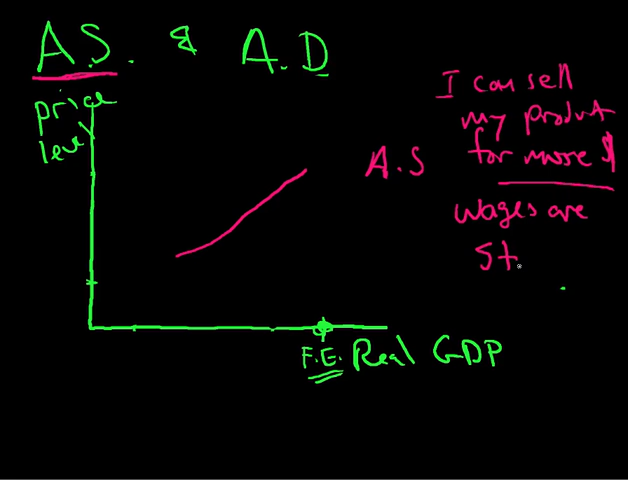 A.S. & A.D
price
level
I can sell
my product
for more $
A.S
wages are
st
F.E. Real GDP